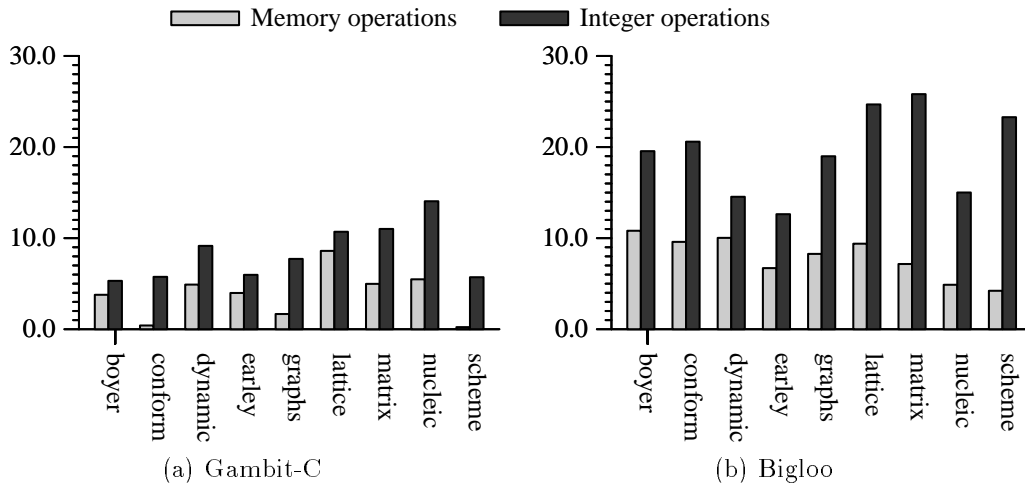 Memory operations Integer operations
30.0 30.0
20.0 20.0
10.0 10.0
0.0 0.0
boyer conform dynamic earley graphs lattice matrix nucleic scheme boyer conform dynamic earley graphs lattice matrix nucleic scheme
(a) Gambit-C (b) Bigloo